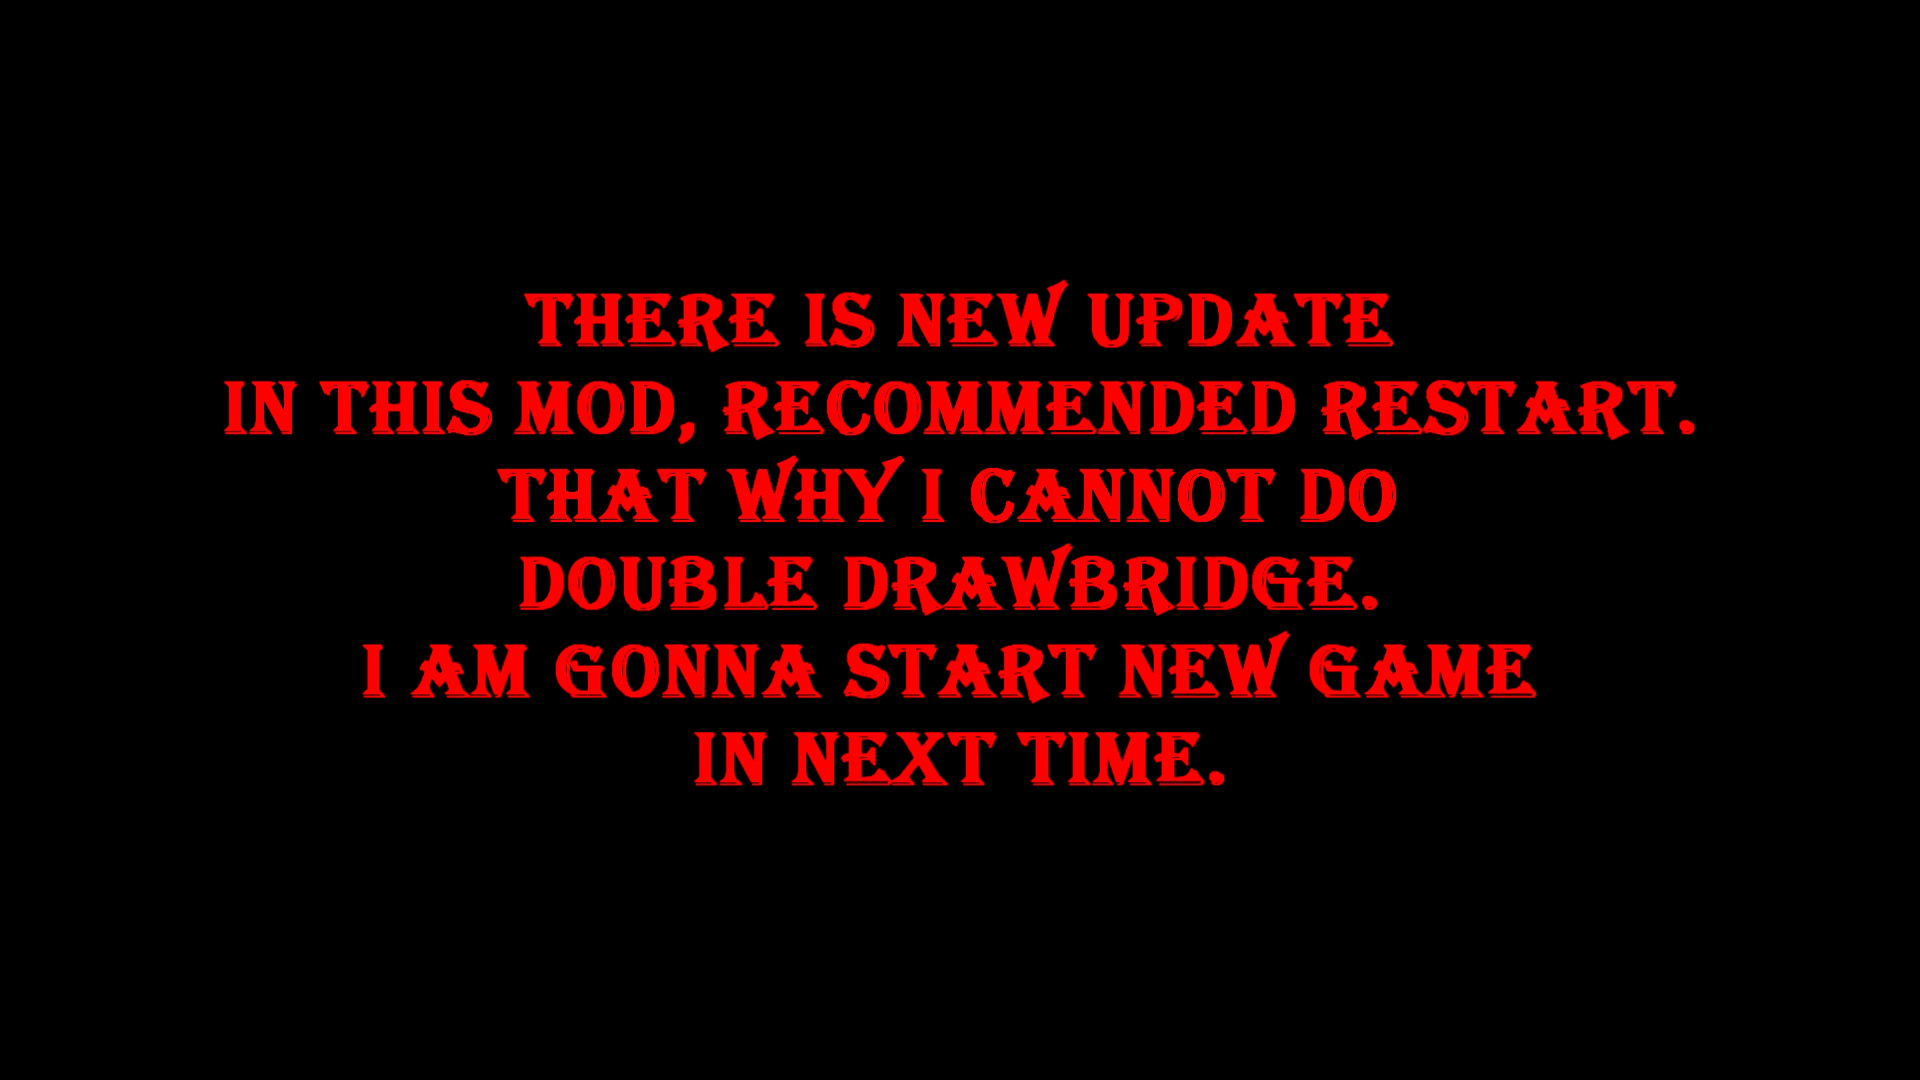 THERE IS NEW UPDATE
IN THIS MOD, RECOMMENDED RESTART.
THAT WHY I CANNOT DO
DOUBLE DRAWBRIDGE.
I AM GONNA START NEW GAME
IN NEXT TIME.